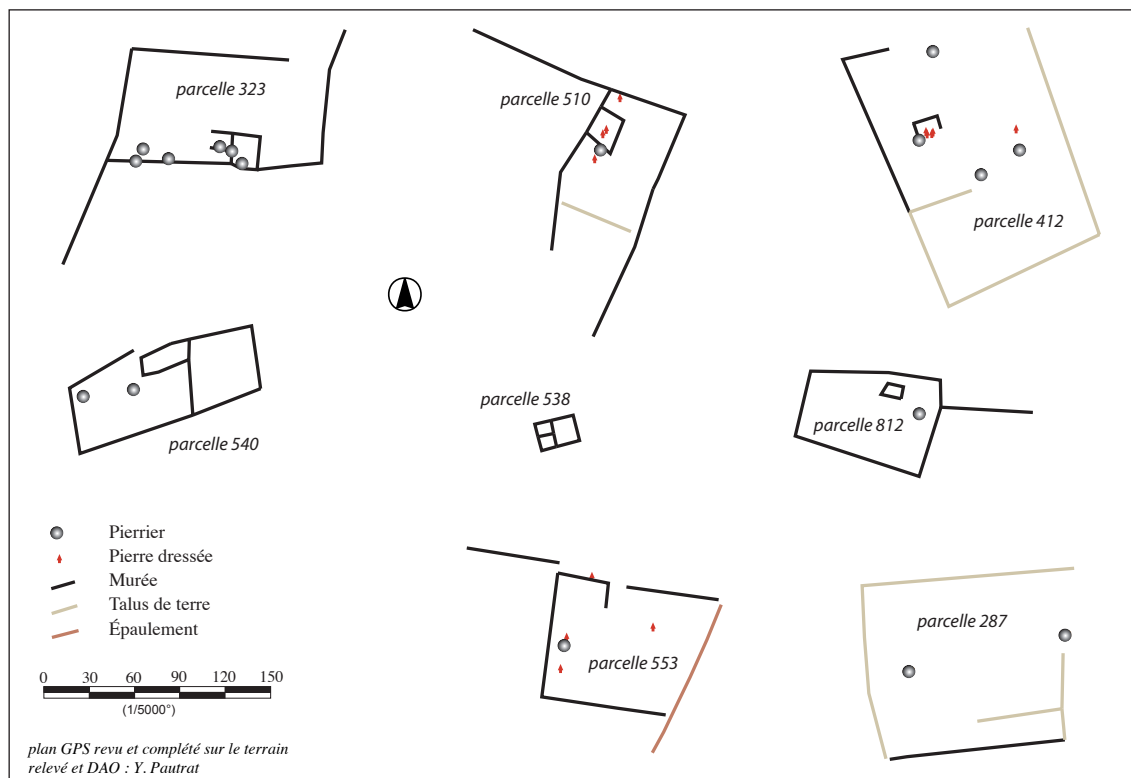 parcelle 323
parcelle 510
parcelle 412
parcelle 540
parcelle 538
parcelle 812
Pierrier
Pierre dressée
Murée
Talus de terre
Épaulement
parcelle 553
parcelle 287
0 30 60 90 120 150
(1/5000°)
plan GPS revu et complété sur le terrain
relevé et DAO : Y. Pautrat